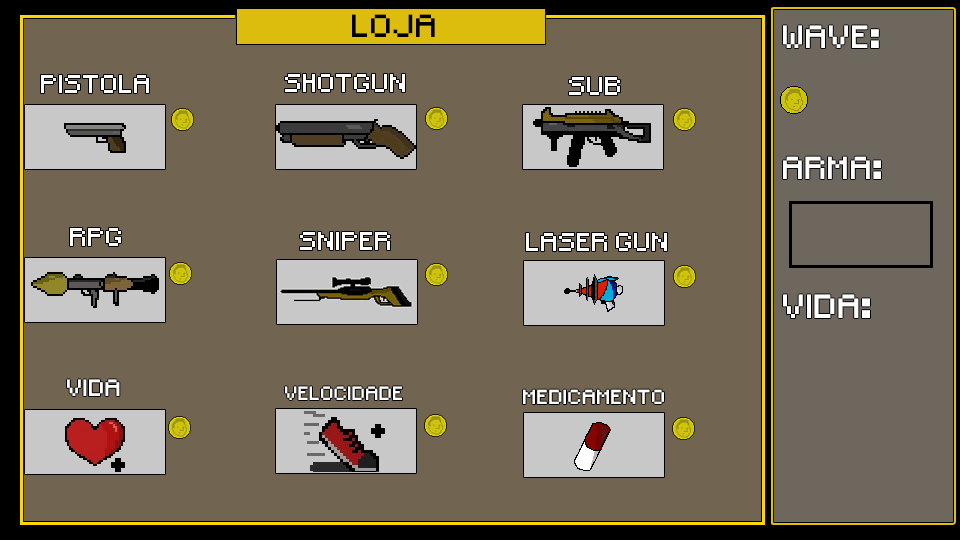 LOJA
PISTOLA
SHOTGUN
SUB
RPG
SNIPER
LASER GUN
VIDA
VELOCIDADE
MEDICAMENTO
WAVE:
ARMA:
VIDA: